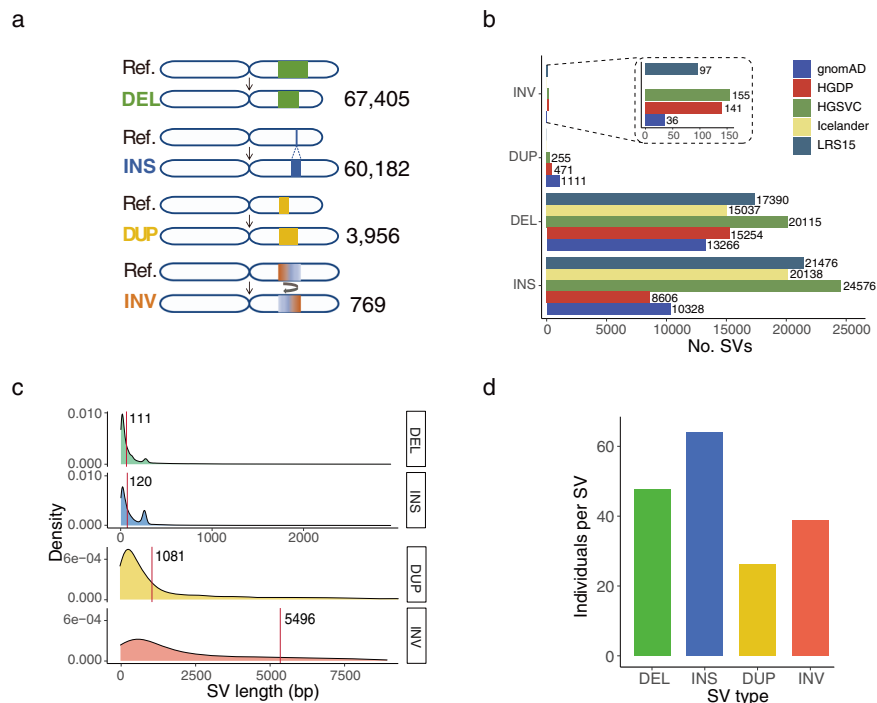 a
Ref.
DEL
67,405
Ref.
INS
60,182
Ref.
DUP
3,956
Ref.
INV
769
b
INV
DUP
DEL
INS
97
155
141
36
0 50 100 150
255
471
1111
17390
15037
20115
15254
13266
21476
20138
24576
8606
10328
0 5000 10000 15000 20000 25000
No. SVs
gnomAD
HGDP
HGSVC
Icelander
LRS15
c
Density
0.010
0.000
111
DEL
0.010
0.000
120
INS
0 1000 2000
6e−04
0.000
1081
DUP
6e−04
0.000
5496
INV
0 2500 5000 7500
SV length (bp)
d
Individuals per SV
60
40
20
0
DEL INS DUP INV
SV type